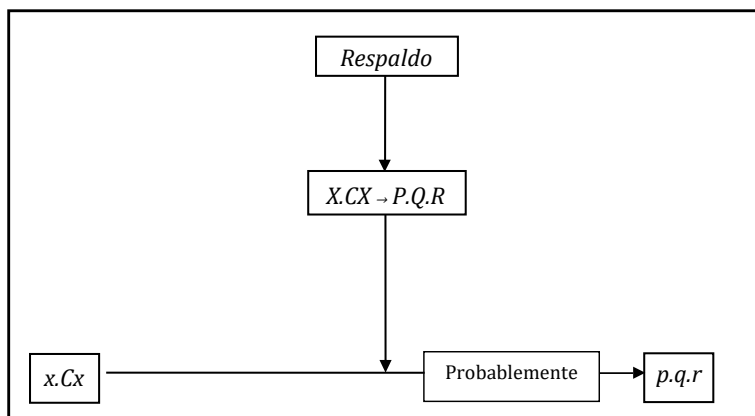 Respaldo
X.CX → P.Q.R
x.Cx
Probablemente
p.q.r